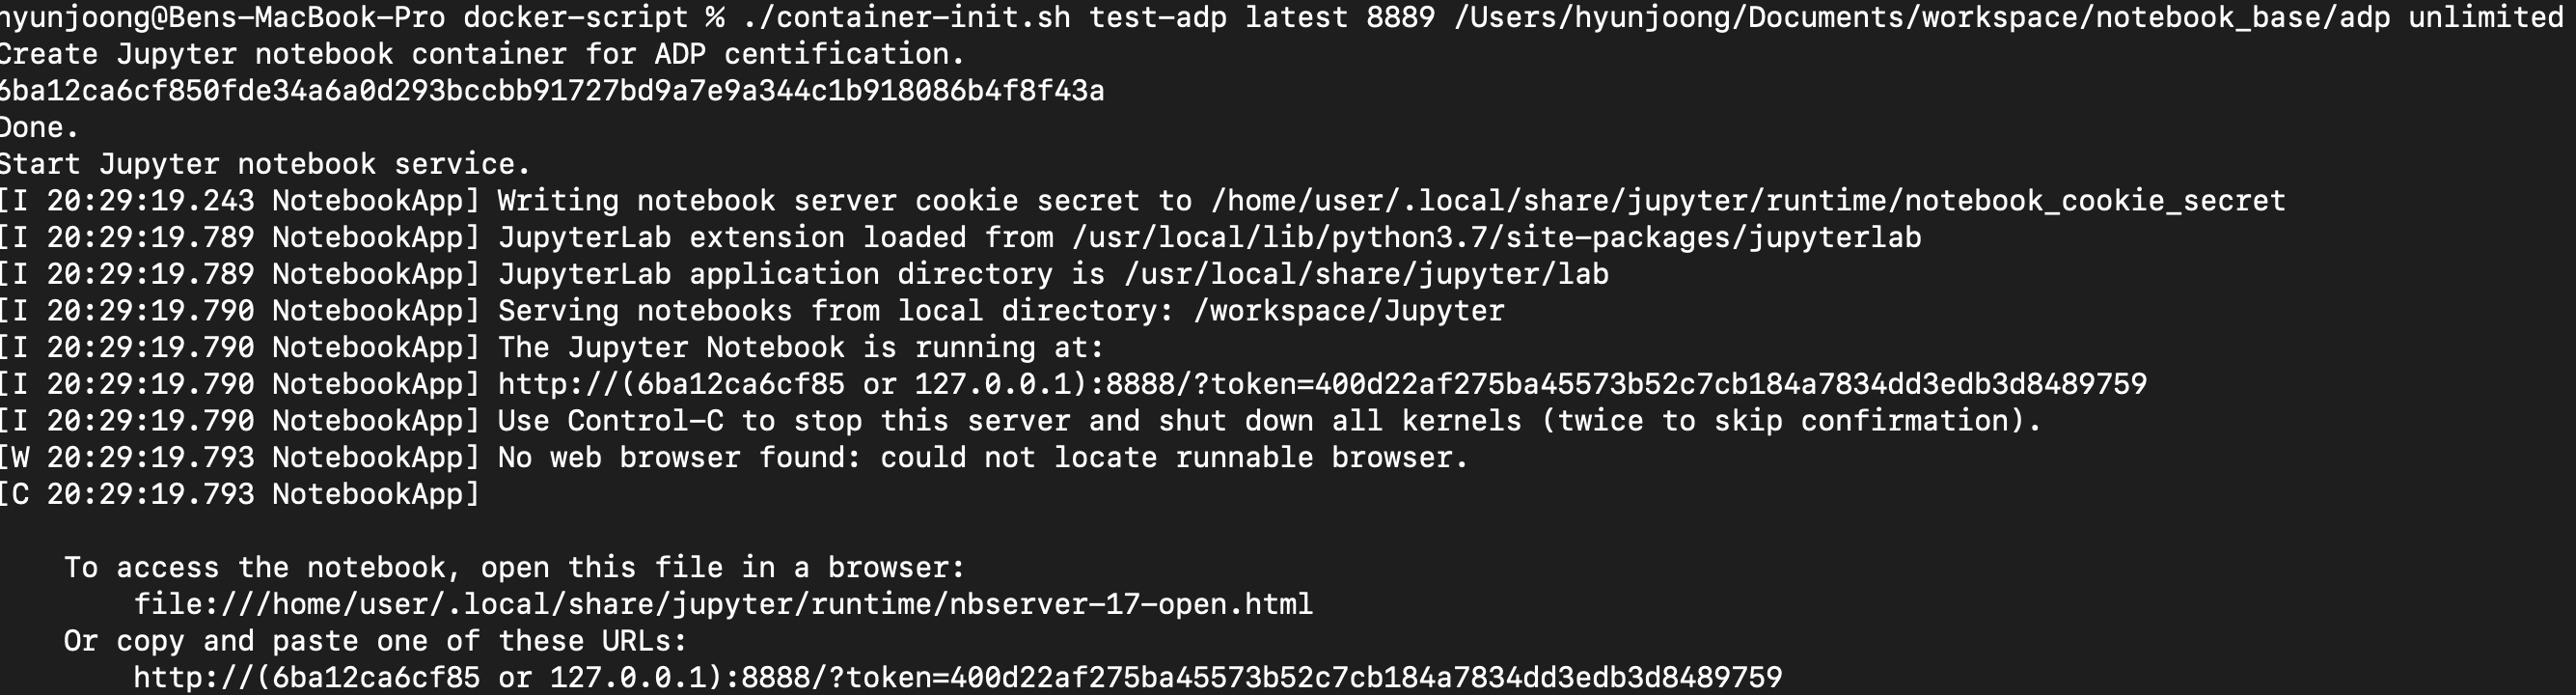 hyunjoong@Bens-MacBook-Pro docker-script % ./container-init.sh test-adp latest 8889 /Users/hyunjoong/Documents/workspace/notebook_base/adp unlimited
Create Jupyter notebook container for ADP centification.
6ba12ca6cf850fde34a6a0d293bccbb91727bd9a7e9a344c1b918086b4f8f43a
Done.
Start Jupyter notebook service.
[I 20:29:19.243 NotebookApp] Writing notebook server cookie secret to /home/user/.local/share/jupyter/runtime/notebook_cookie_secret
[I 20:29:19.789 NotebookApp] JupyterLab extension loaded from /usr/local/lib/python3.7/site-packages/jupyterlab
[I 20:29:19.789 NotebookApp] JupyterLab application directory is /usr/local/share/jupyter/lab
[I 20:29:19.790 NotebookApp] Serving notebooks from local directory: /workspace/Jupyter
[I 20:29:19.790 NotebookApp] The Jupyter Notebook is running at:
[I 20:29:19.790 NotebookApp] http://(6ba12ca6cf85 or 127.0.0.1):8888/?token=400d22af275ba45573b52c7cb184a7834dd3edb3d8489759
[I 20:29:19.790 NotebookApp] Use Control-C to stop this server and shut down all kernels (twice to skip confirmation).
[W 20:29:19.793 NotebookApp] No web browser found: could not locate runnable browser.
[C 20:29:19.793 NotebookApp]
To access the notebook, open this file in a browser:
file:///home/user/.local/share/jupyter/runtime/nbserver-17-open.html
Or copy and paste one of these URLs:
http://(6ba12ca6cf85 or 127.0.0.1):8888/?token=400d22af275ba45573b52c7cb184a7834dd3edb3d8489759